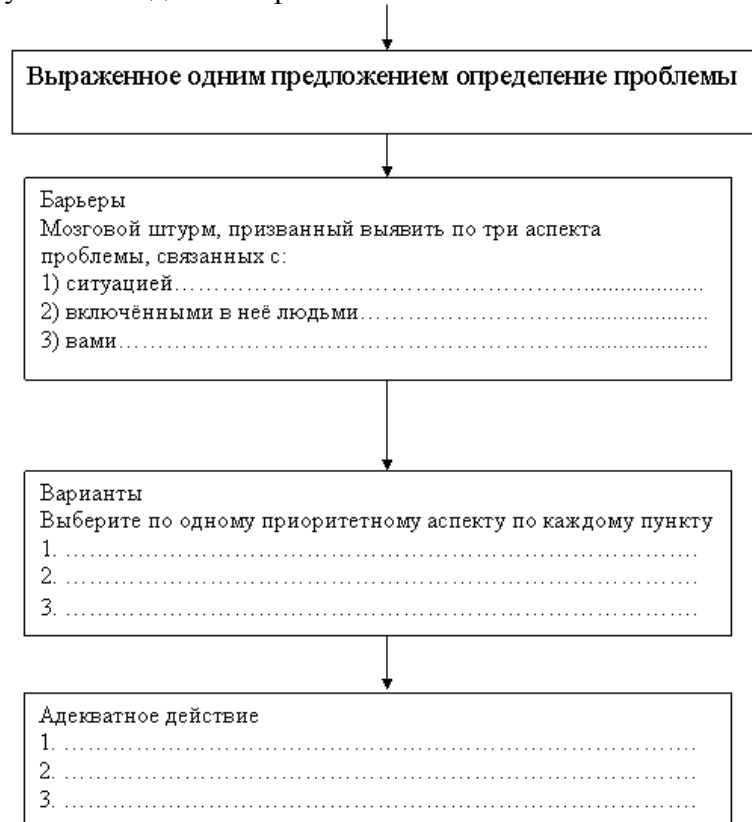 Выраженное одним предложением определение проблемы
Барьеры
Мозговой штурм, призванный выявить по три аспекта
проблемы, связанных с:
1) ситуацией……………………………………………......................
2) включёнными в неё людьми………………………......................
3) вами…………………………………………………......................
Варианты
Выберите по одному приоритетному аспекту по каждому пункту
1. …………………………………………………………………….
2. …………………………………………………………………….
3. …………………………………………………………………….
Адекватное действие
1. …………………………………………………………………….
2. …………………………………………………………………….
3. …………………………………………………………………….